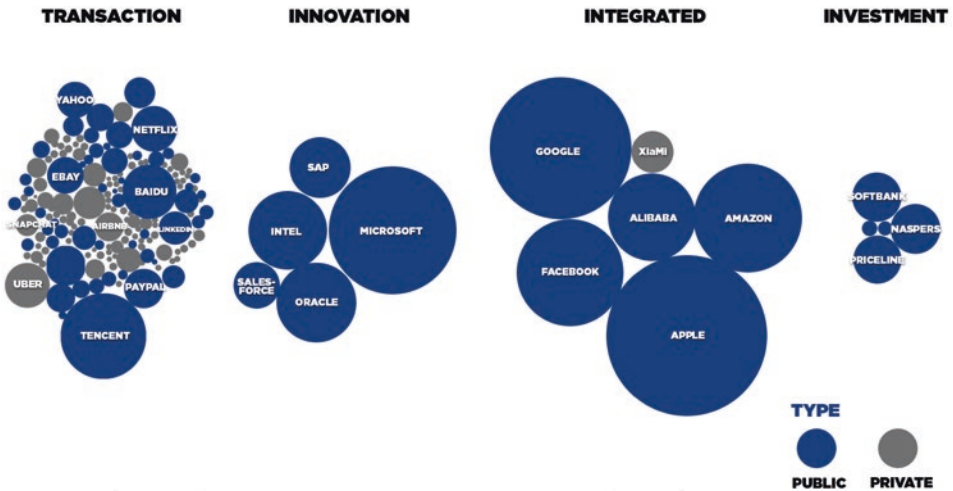 TRANSACTION
INNOVATION
INTEGRATED
INVESTMENT
YAHOO
NETFLIX
EBAY
BAIDU
SNAPCHAT
AIRBNB
LINKEDIN
UBER
PAYPAL
TENCENT
SAP
INTEL
MICROSOFT
SALES-
FORCE
ORACLE
GOOGLE
XIaMI
ALIBABA
AMAZON
FACEBOOK
APPLE
SOFTBANK
NASPERS
PRICELINE
TYPE
PUBLIC
PRIVATE